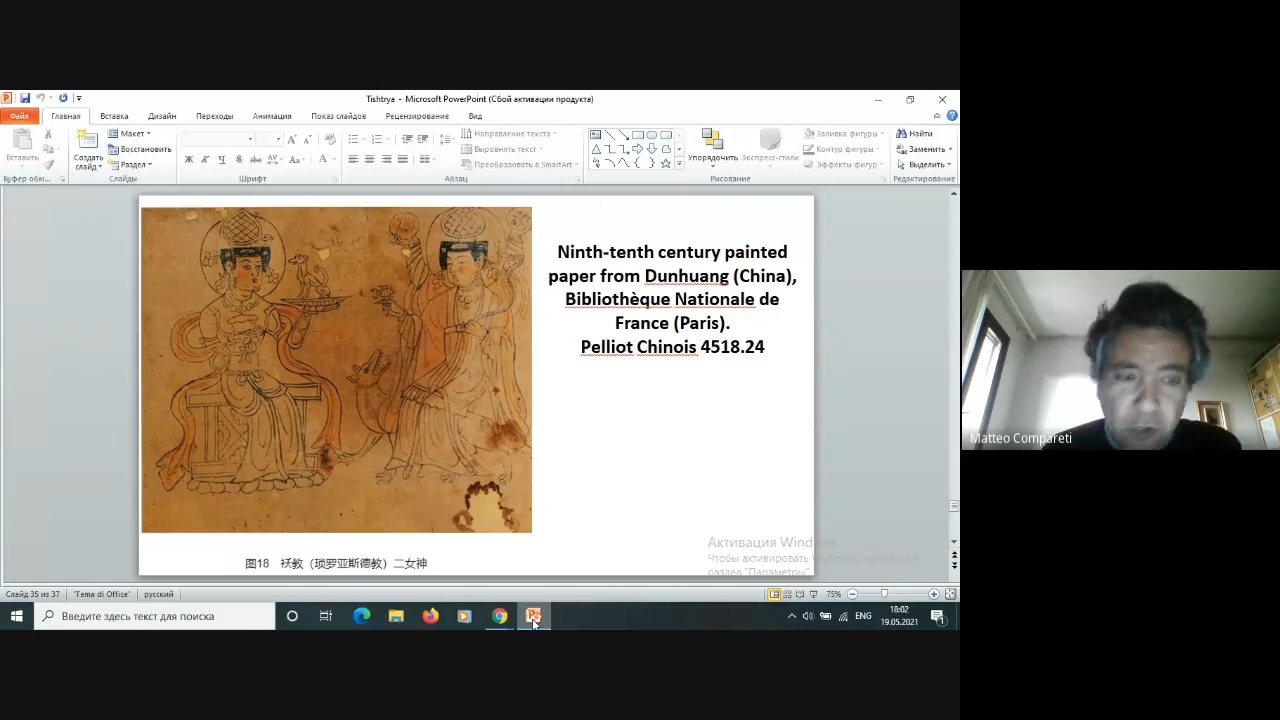 Tishtrya - Microsoft PowerPoint (Сбой активации продукта)
Файл Главная Вставка Дизайн Переходы Анимация Показ слайдов Рецензирование Вид
Вставить
Буфер обм...
Создать слайд
Макет
Восстановить
Раздел
Слайды
Шрифт
Направление текста
Выровнять текст
Преобразовать в SmartArt
Абзац
Упорядочить
Экспресс-стили
Заливка фигуры
Контур фигуры
Эффекты фигур
Рисование
Найти
Заменить
Выделить
Редактирование
Ninth-tenth century painted
paper from Dunhuang (China),
Bibliothèque Nationale de
France (Paris).
Pelliot Chinois 4518.24
图18 祆教（琐罗亚斯德教）二女神
Активация Windows
Чтобы активировать Windows
раздел "Параметры"
Matteo Compareti
Слайд 35 из 37 "Tema di Office" русский 75%
Введите здесь текст для поиска
ENG
18:02
19.05.2021